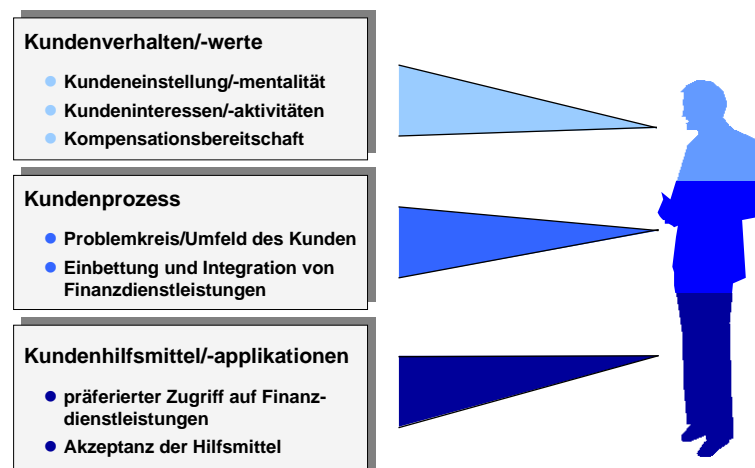 Kundenverhalten/-werte
Kundeneinstellung/-mentalität
Kundeninteressen/-aktivitäten
Kompensationsbereitschaft
Kundenprozess
Problemkreis/Umfeld des Kunden
Einbettung und Integration von
Finanzdienstleistungen
Kundenhilfsmittel/-applikationen
präferierter Zugriff auf Finanz-
dienstleistungen
Akzeptanz der Hilfsmittel